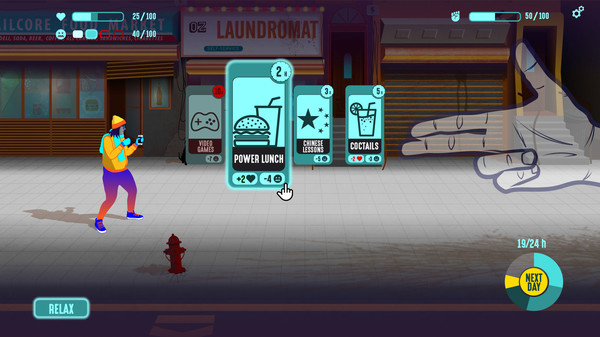 25/100
40/100
50/100
ILCORE FOOD MARKET
02
LAUNDROMAT
VIDEO
GAMES
2
POWER LUNCH
+2
-4
3
CHINESE
LESSONS
5
COCTAILS
19/24 h
NEXT
DAY
RELAX